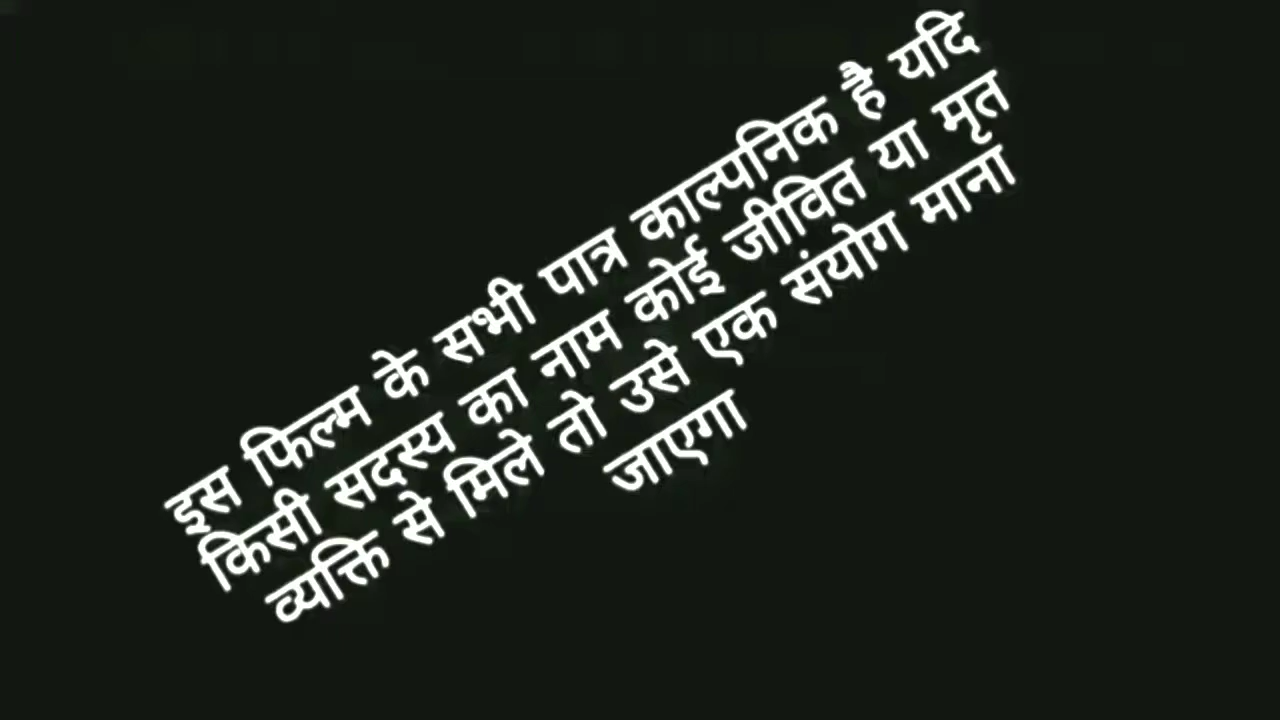 इस फिल्म के सभी पात्र काल्पनिक है यदि
किसी सदस्य का नाम कोई जीवित या मृत
व्यक्ति से मिले तो उसे एक संयोग माना
जाएगा